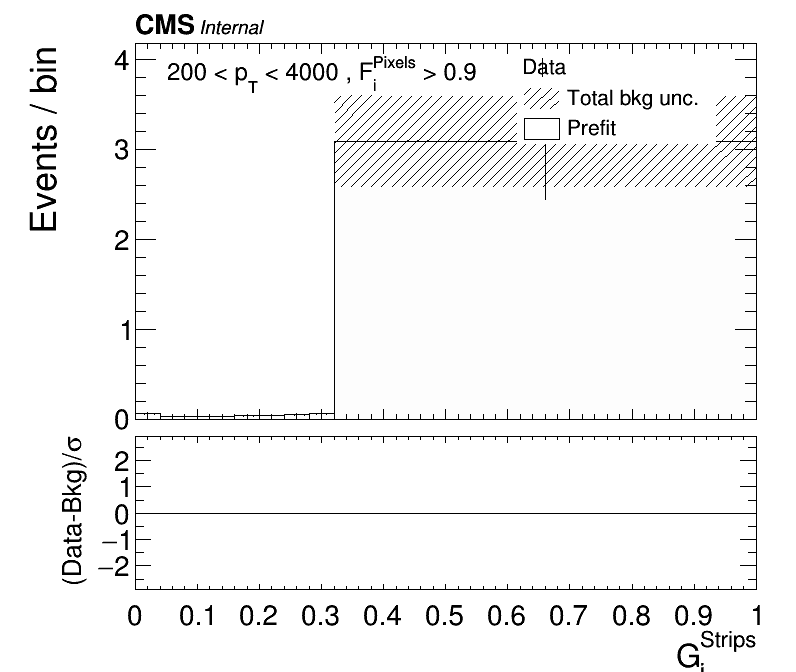 CMS Internal
Events / bin
200 < p_T < 4000 , F_i^Pixels > 0.9
Data
Total bkg unc.
Prefit
4
3
2
1
0
(Data-Bkg)/σ
2
1
0
−1
−2
0 0.1 0.2 0.3 0.4 0.5 0.6 0.7 0.8 0.9 1
G_i^Strips